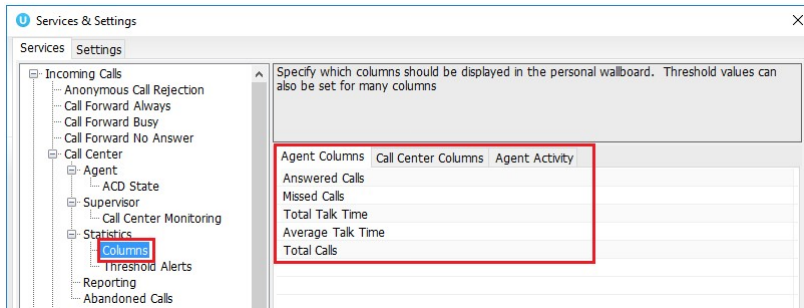 Services & Settings
Services Settings
Incoming Calls
Anonymous Call Rejection
Call Forward Always
Call Forward Busy
Call Forward No Answer
Call Center
Agent
ACD State
Supervisor
Call Center Monitoring
Statistics
Columns
Threshold Alerts
Reporting
Abandoned Calls
Specify which columns should be displayed in the personal wallboard. Threshold values can
also be set for many columns
Agent Columns Call Center Columns Agent Activity
Answered Calls
Missed Calls
Total Talk Time
Average Talk Time
Total Calls